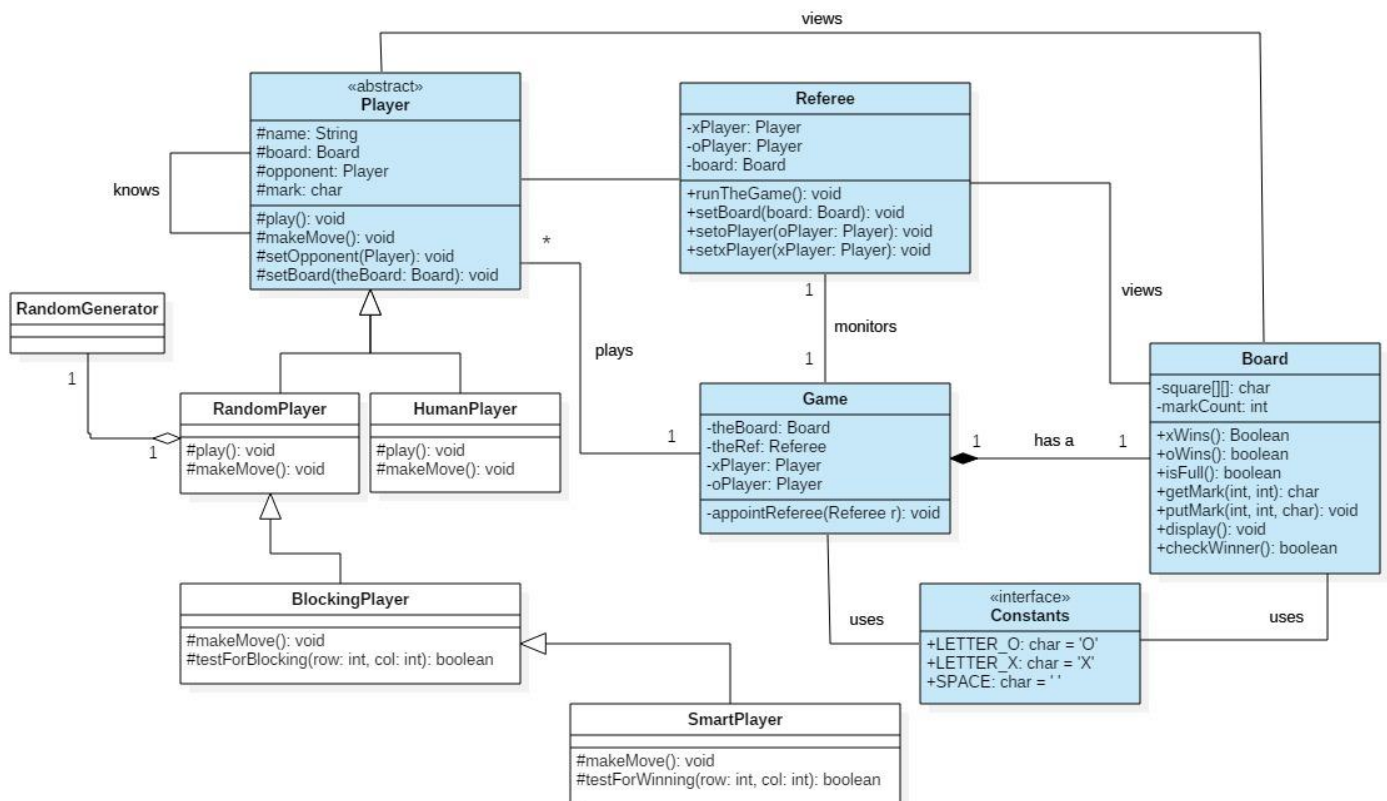 views
«abstract»
Player
#name: String
#board: Board
#opponent: Player
#mark: char
#play(): void
#makeMove(): void
#setOpponent(Player): void
#setBoard(theBoard: Board): void
knows
Referee
-xPlayer: Player
-oPlayer: Player
-board: Board
+runTheGame(): void
+setBoard(board: Board): void
+setoPlayer(oPlayer: Player): void
+setxPlayer(xPlayer: Player): void
*
1
monitors
1
views
plays
1
RandomGenerator
1
1
RandomPlayer
#play(): void
#makeMove(): void
HumanPlayer
#play(): void
#makeMove(): void
Game
-theBoard: Board
-theRef: Referee
-xPlayer: Player
-oPlayer: Player
-appointReferee(Referee r): void
1
has a
1
Board
-square[][]: char
-markCount: int
+xWins(): Boolean
+oWins(): boolean
+isFull(): boolean
+getMark(int, int): char
+putMark(int, int, char): void
+display(): void
+checkWinner(): boolean
BlockingPlayer
#makeMove(): void
#testForBlocking(row: int, col: int): boolean
uses
«interface»
Constants
+LETTER_O: char = 'O'
+LETTER_X: char = 'X'
+SPACE: char = ' '
uses
SmartPlayer
#makeMove(): void
#testForWinning(row: int, col: int): boolean